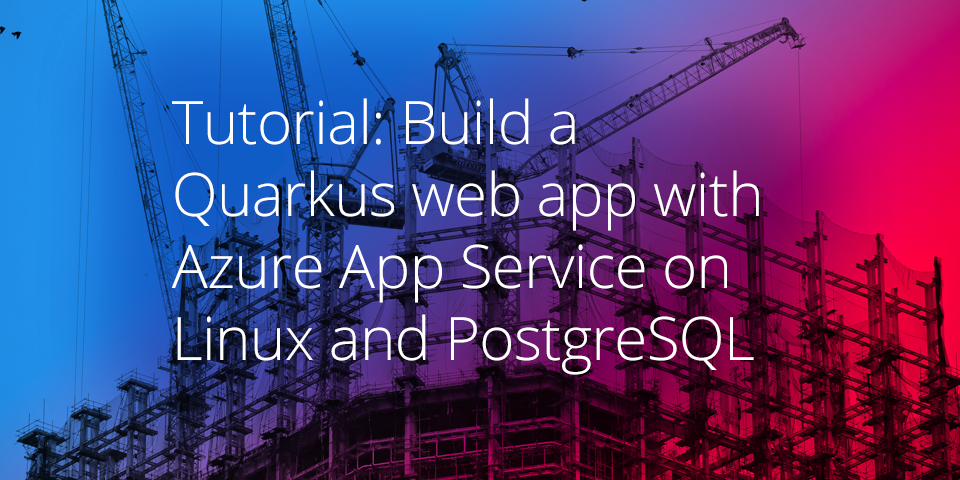 Tutorial: Build a
Quarkus web app with
Azure App Service on
Linux and PostgreSQL